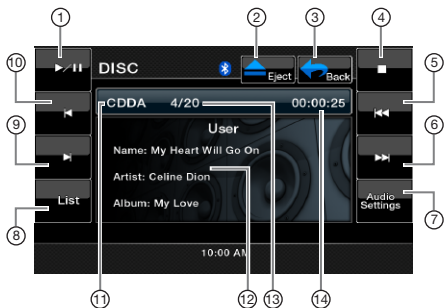 ① ② ③ ④
DISC Eject Back
⑩ ⑤
CDDA 4/20 00:00:25
User
Name: My Heart Will Go On
⑨ ⑥
Artist: Celine Dion
List Album: My Love Audio Settings
⑧ ⑦
10:00 AM
⑪ ⑫ ⑬ ⑭